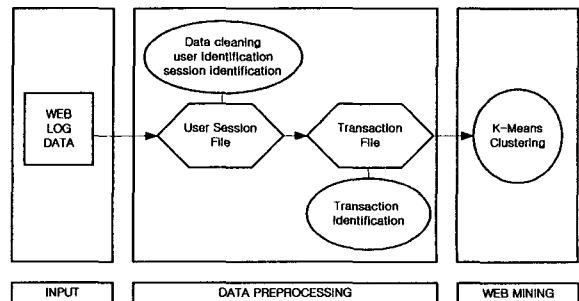 Data cleaning
user identification
session identification
WEB
LOG
DATA
User Session
File
Transaction
File
K-Means
Clustering
Transaction
Identification
INPUT
DATA PREPROCESSING
WEB MINING